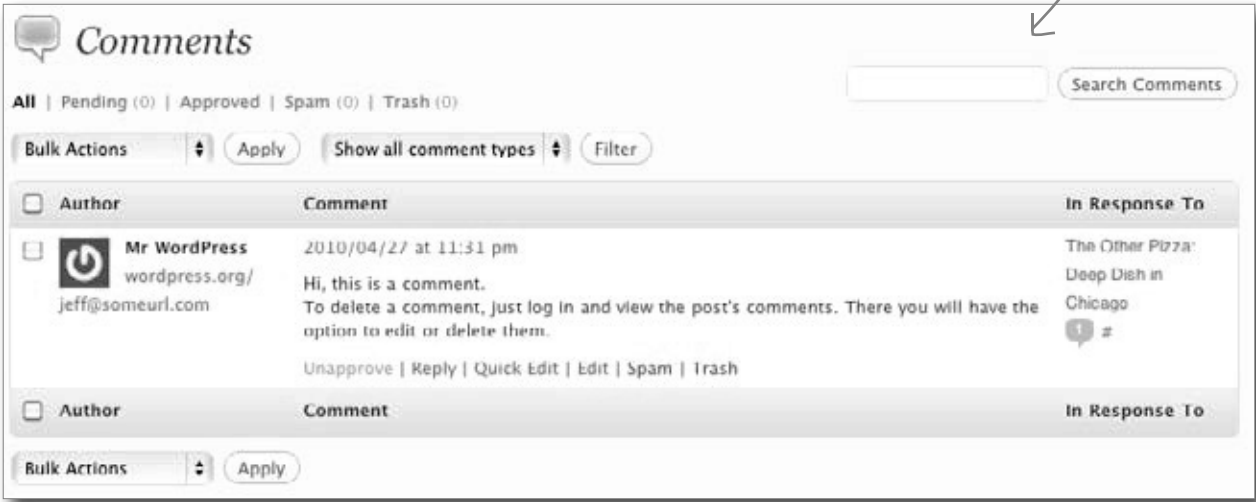 Comments
Search Comments
All | Pending (0) | Approved | Spam (0) | Trash (0)
Bulk Actions Apply Show all comment types Filter
Author Comment In Response To
Mr WordPress 2010/04/27 at 11:31 pm The Other Pizza:
wordpress.org/ Hi, this is a comment. Deep Dish in
jeff@someurl.com To delete a comment, just log in and view the post's comments. There you will have the Chicago
option to edit or delete them. 1 #
Unapprove | Reply | Quick Edit | Edit | Spam | Trash
Author Comment In Response To
Bulk Actions Apply